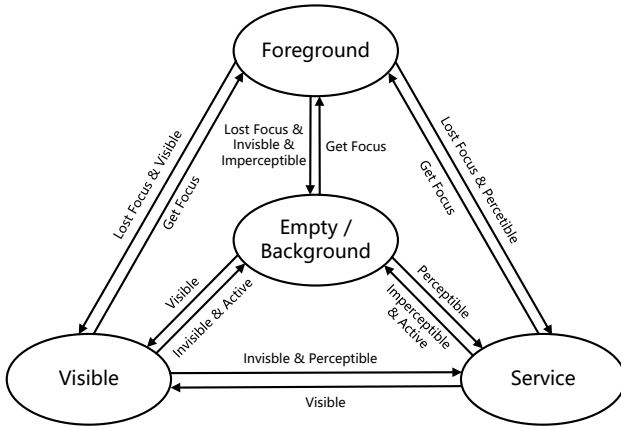 Foreground
Lost Focus & Visible
Get Focus
Lost Focus &
Invisble &
Imperceptible
Get Focus
Lost Focus & Percetible
Get Focus
Empty /
Background
Visible
Invisible & Active
Perceptible
Imperceptible
& Active
Visible
Invisble & Perceptible
Visible
Service